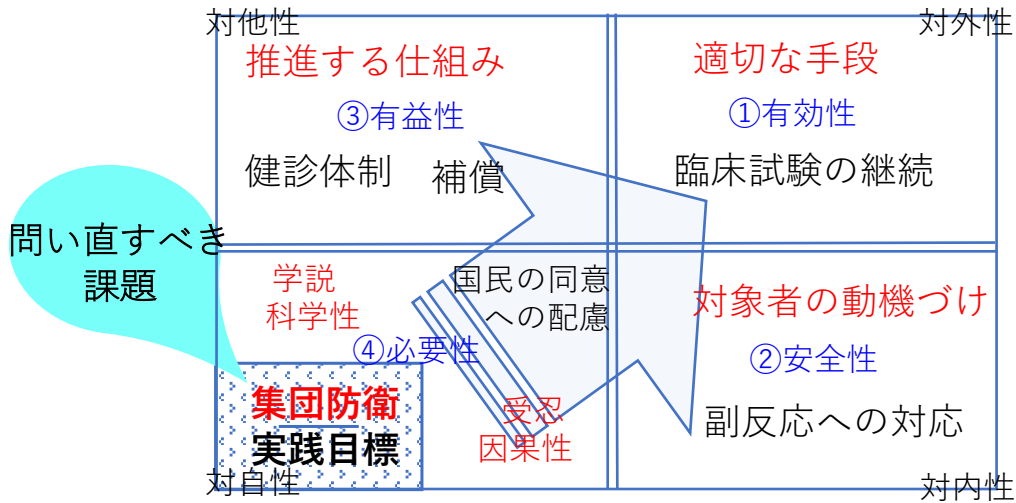 対他性
対外性
推進する仕組み
③有益性
健診体制
補償
適切な手段
①有効性
臨床試験の継続
問い直すべき
課題
学説
科学性
④必要性
国民の同意
への配慮
対象者の動機づけ
②安全性
副反応への対応
集団防衛
実践目標
受忍
因果性
対自性
対内性